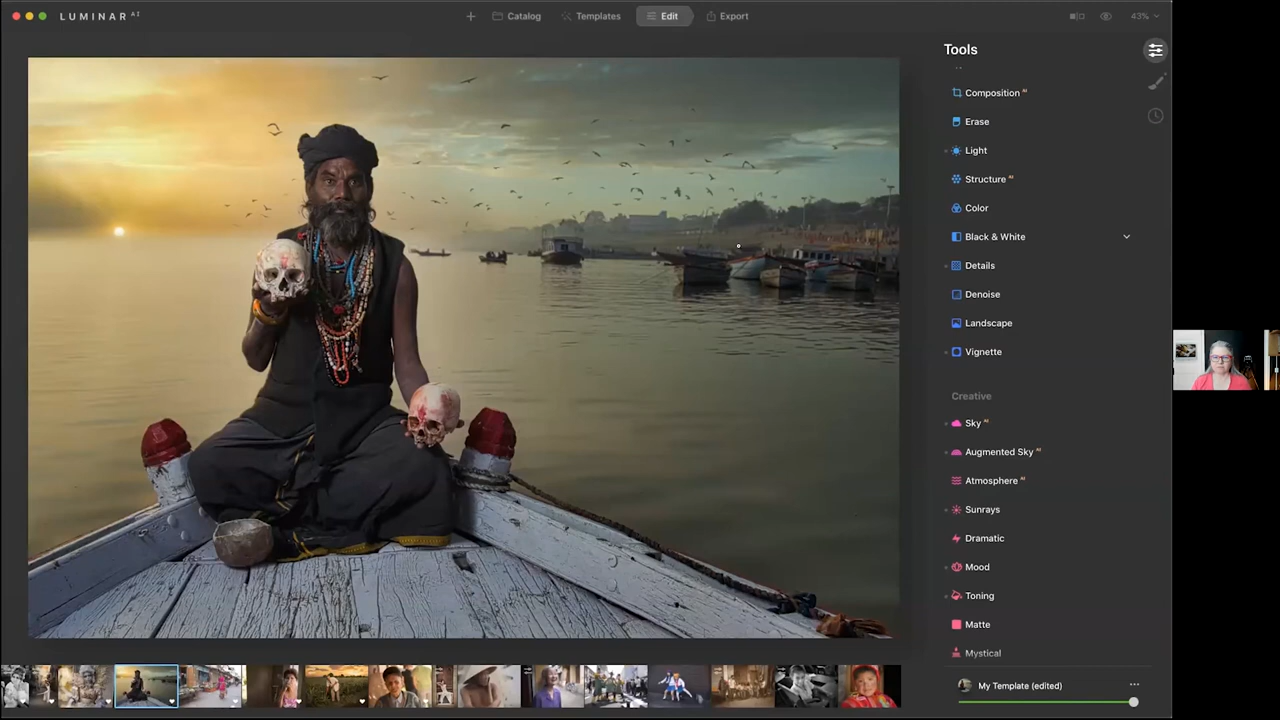 LUMINAR AI
Catalog
Templates
Edit
Export
43%
Tools
Composition AI
Erase
Light
Structure AI
Color
Black & White
Details
Denoise
Landscape
Vignette
Creative
Sky AI
Augmented Sky AI
Atmosphere AI
Sunrays
Dramatic
Mood
Toning
Matte
Mystical
My Template (edited)